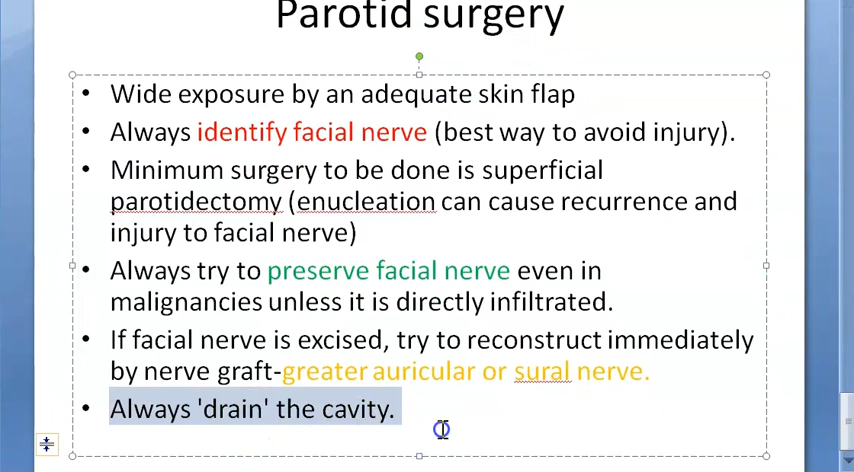 Parotid surgery
• Wide exposure by an adequate skin flap
• Always identify facial nerve (best way to avoid injury).
• Minimum surgery to be done is superficial
parotidectomy (enucleation can cause recurrence and
injury to facial nerve)
• Always try to preserve facial nerve even in
malignancies unless it is directly infiltrated.
• If facial nerve is excised, try to reconstruct immediately
by nerve graft-greater auricular or sural nerve.
• Always 'drain' the cavity.